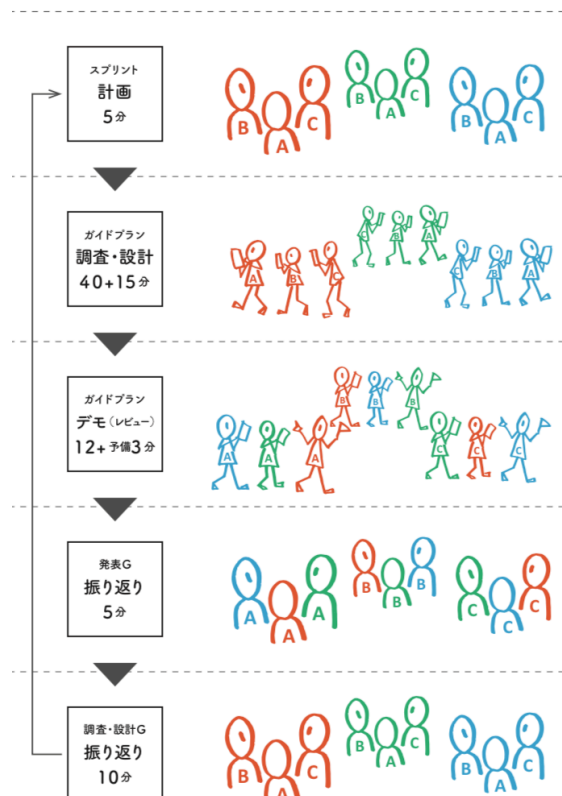 スプリント
計画
5分
B A C
B A C
B A C
ガイドプラン
調査・設計
40+15分
A B C
C B A
C B A
ガイドプラン
デモ（レビュー）
12+予備3分
B B B
A A A
C C C
発表G
振り返り
5分
A A A
B B B
C C C
調査・設計G
振り返り
10分
B A C
B A C
B A C